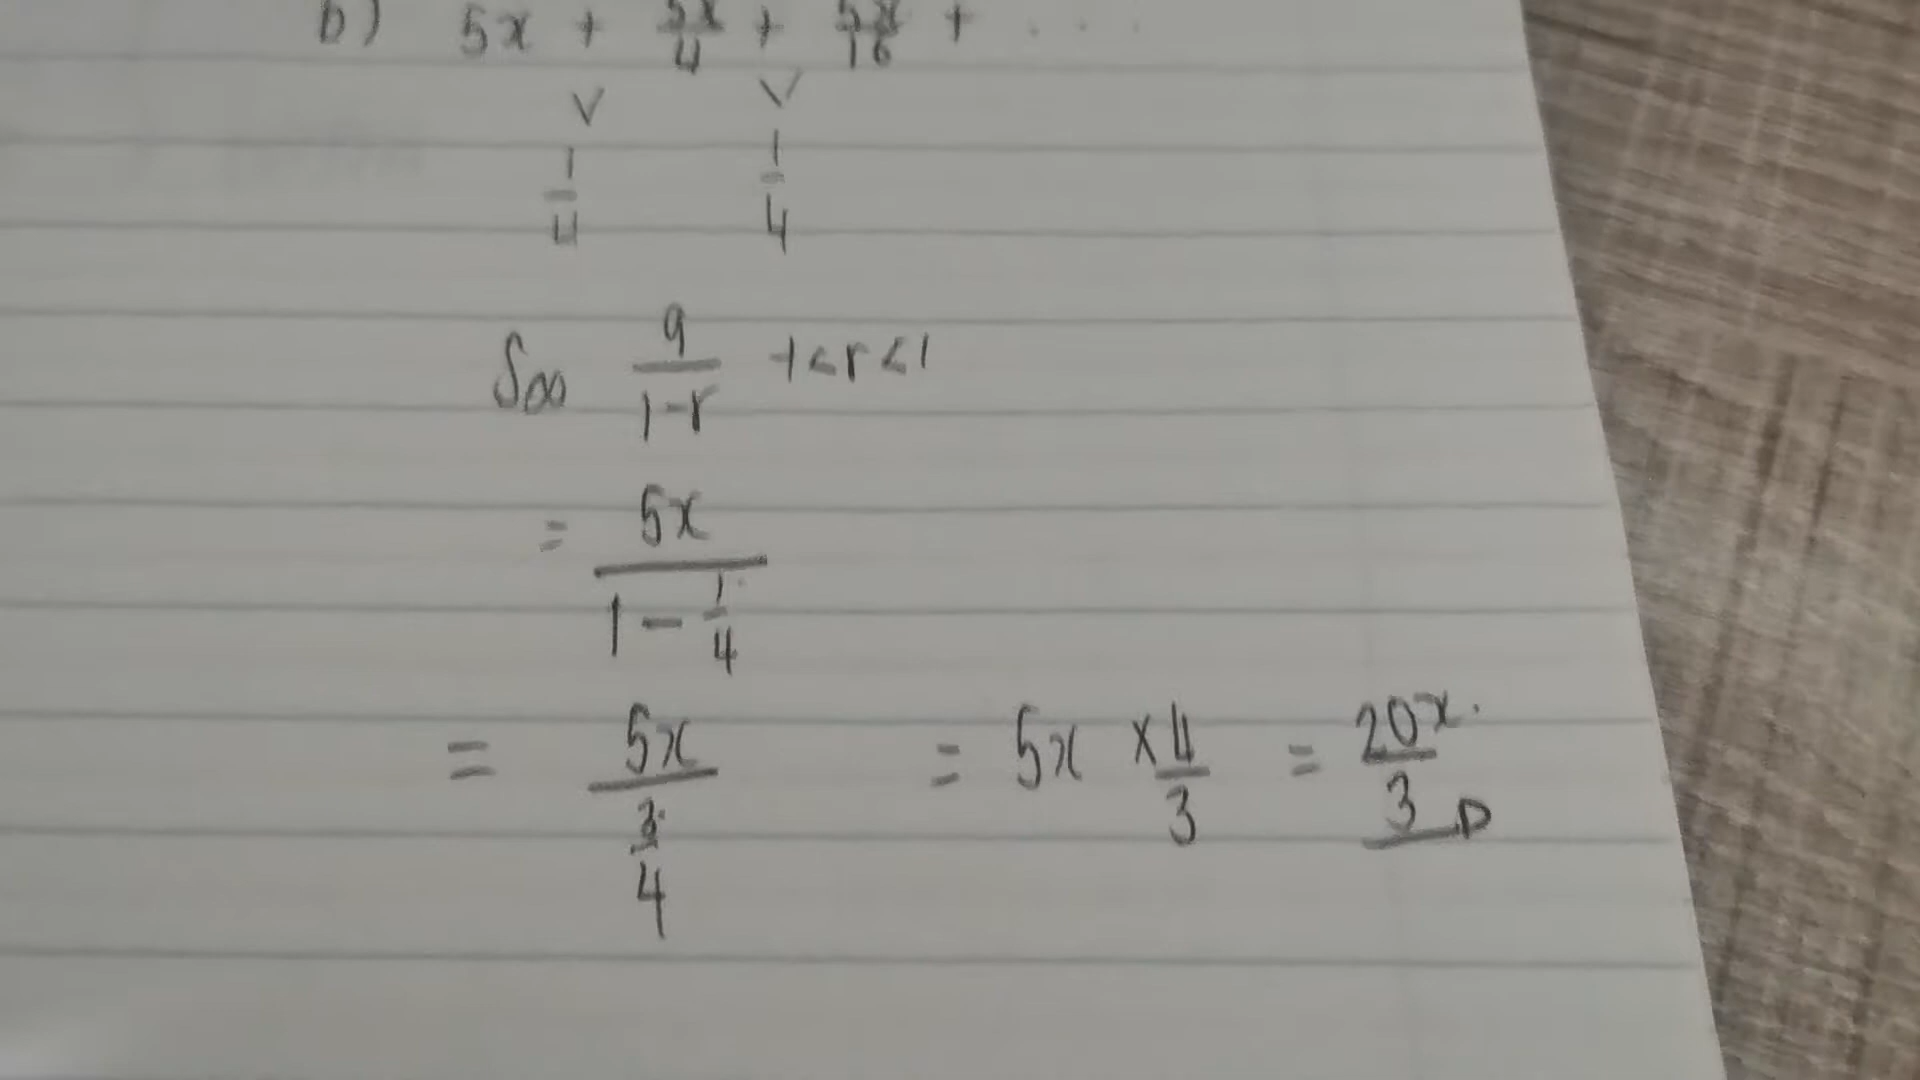 b) 5x + 5x/4 + 5x/16 + ...
V V
1/4 1/4
S∞ a/1-r -1<r<1
= 5x/1 - 1/4
= 5x/3/4 = 5x × 4/3 = 20x/3